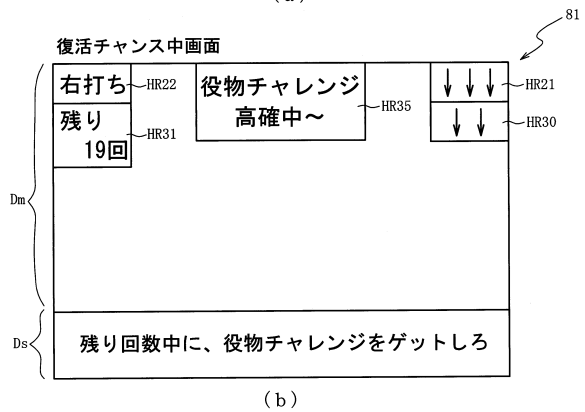 81
復活チャンス中画面
右打ち
HR22
役物チャレンジ
高確中~
HR35
↓↓↓
HR21
残り
19回
HR31
↓↓
HR30
Dm
Ds
残り回数中に、役物チャレンジをゲットしろ
(b)